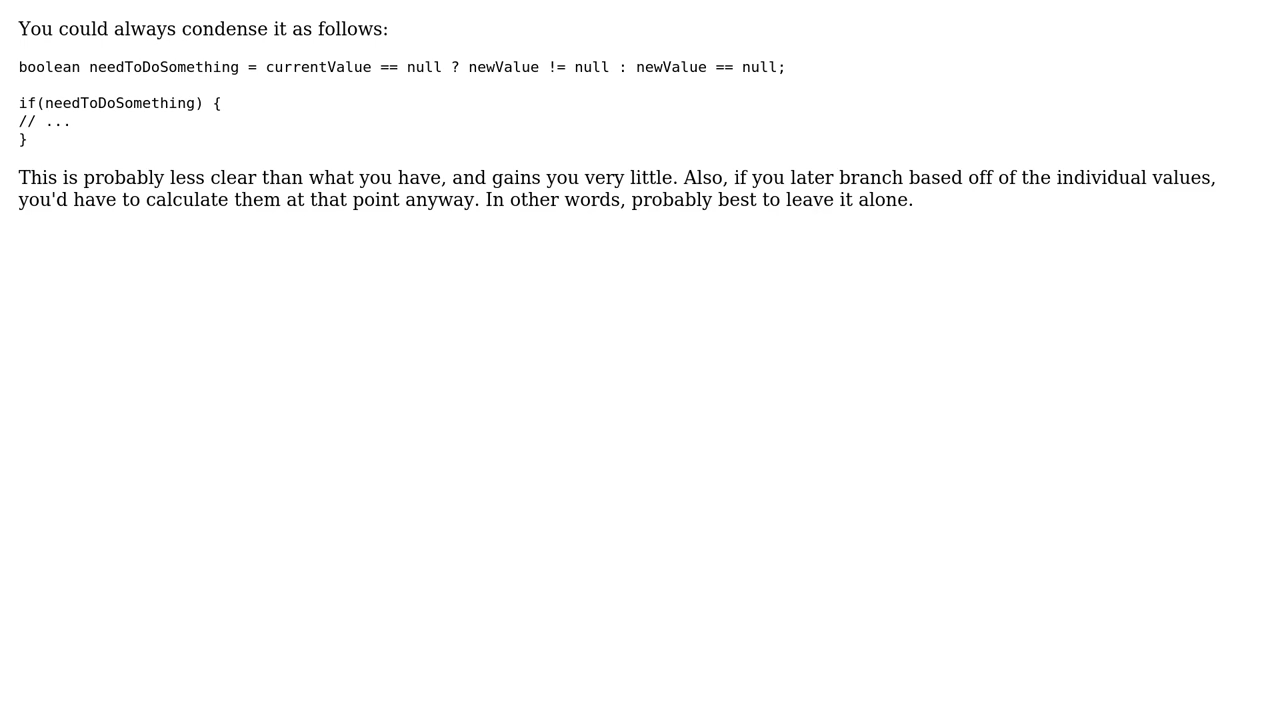 You could always condense it as follows:
boolean needToDoSomething = currentValue == null ? newValue != null : newValue == null;
if(needToDoSomething) {
// ...
}
This is probably less clear than what you have, and gains you very little. Also, if you later branch based off of the individual values,
you'd have to calculate them at that point anyway. In other words, probably best to leave it alone.